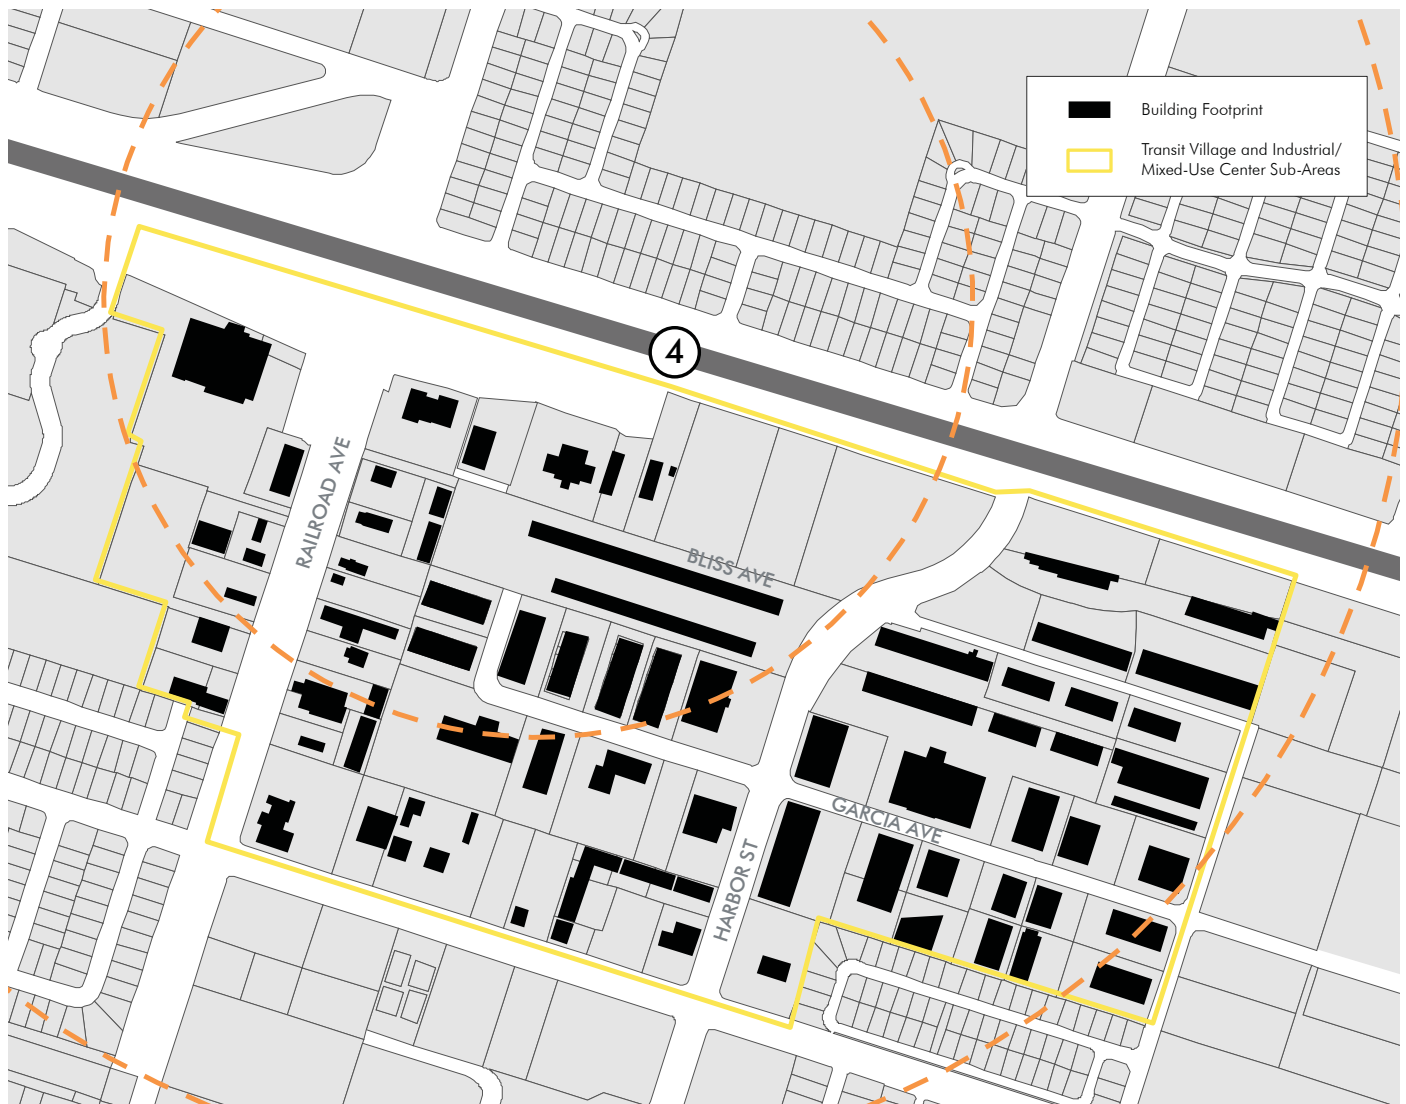 Building Footprint
Transit Village and Industrial/
Mixed-Use Center Sub-Areas
4
RAILROAD AVE
BLISS AVE
GARCIA AVE
HARBOR ST